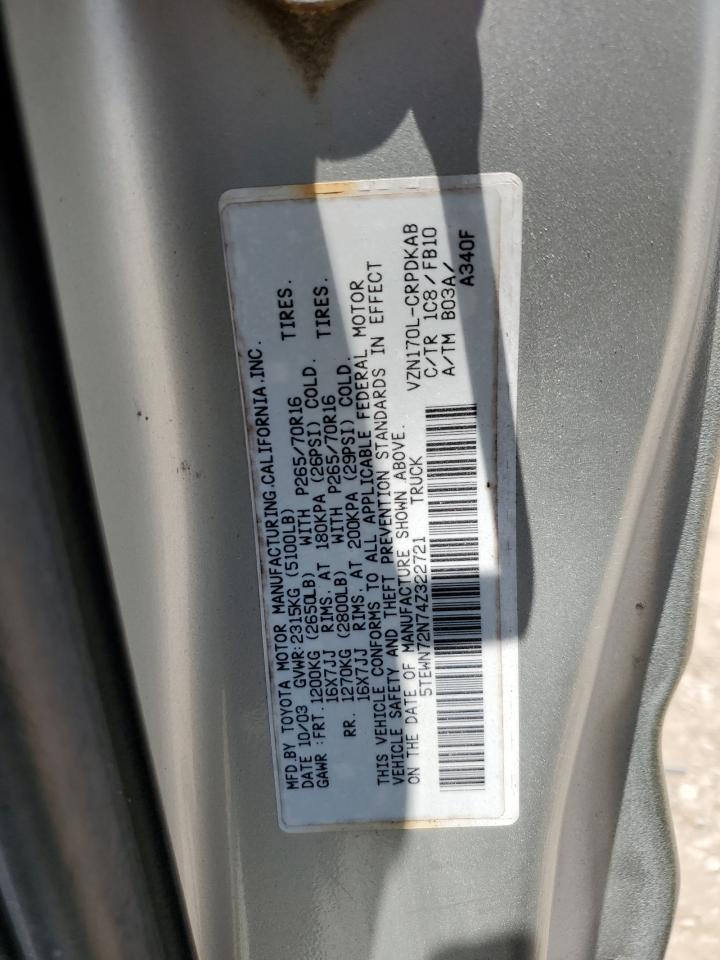 MFD.BY TOYOTA MOTOR MANUFACTURING.CALIFORNIA.INC.
DATE 10/03 GVWR:2315KG (5100LB)
GAWR :FRT.1200KG (2650LB) WITH P265/70R16 TIRES.
16X7JJ RIMS. AT 180KPA (26PSI) COLD.
RR. 1270KG (2800LB) WITH P265/70R16 TIRES.
16X7JJ RIMS. AT 200KPA (29PSI) COLD.
THIS VEHICLE CONFORMS TO ALL APPLICABLE FEDERAL MOTOR
VEHICLE SAFETY AND THEFT PREVENTION STANDARDS IN EFFECT
ON THE DATE OF MANUFACTURE SHOWN ABOVE.
5TEWN72N74Z322721 TRUCK
VZN170L-CRPDKAB
C/TR 1C8/FB10
A/TM B03A/
A340F